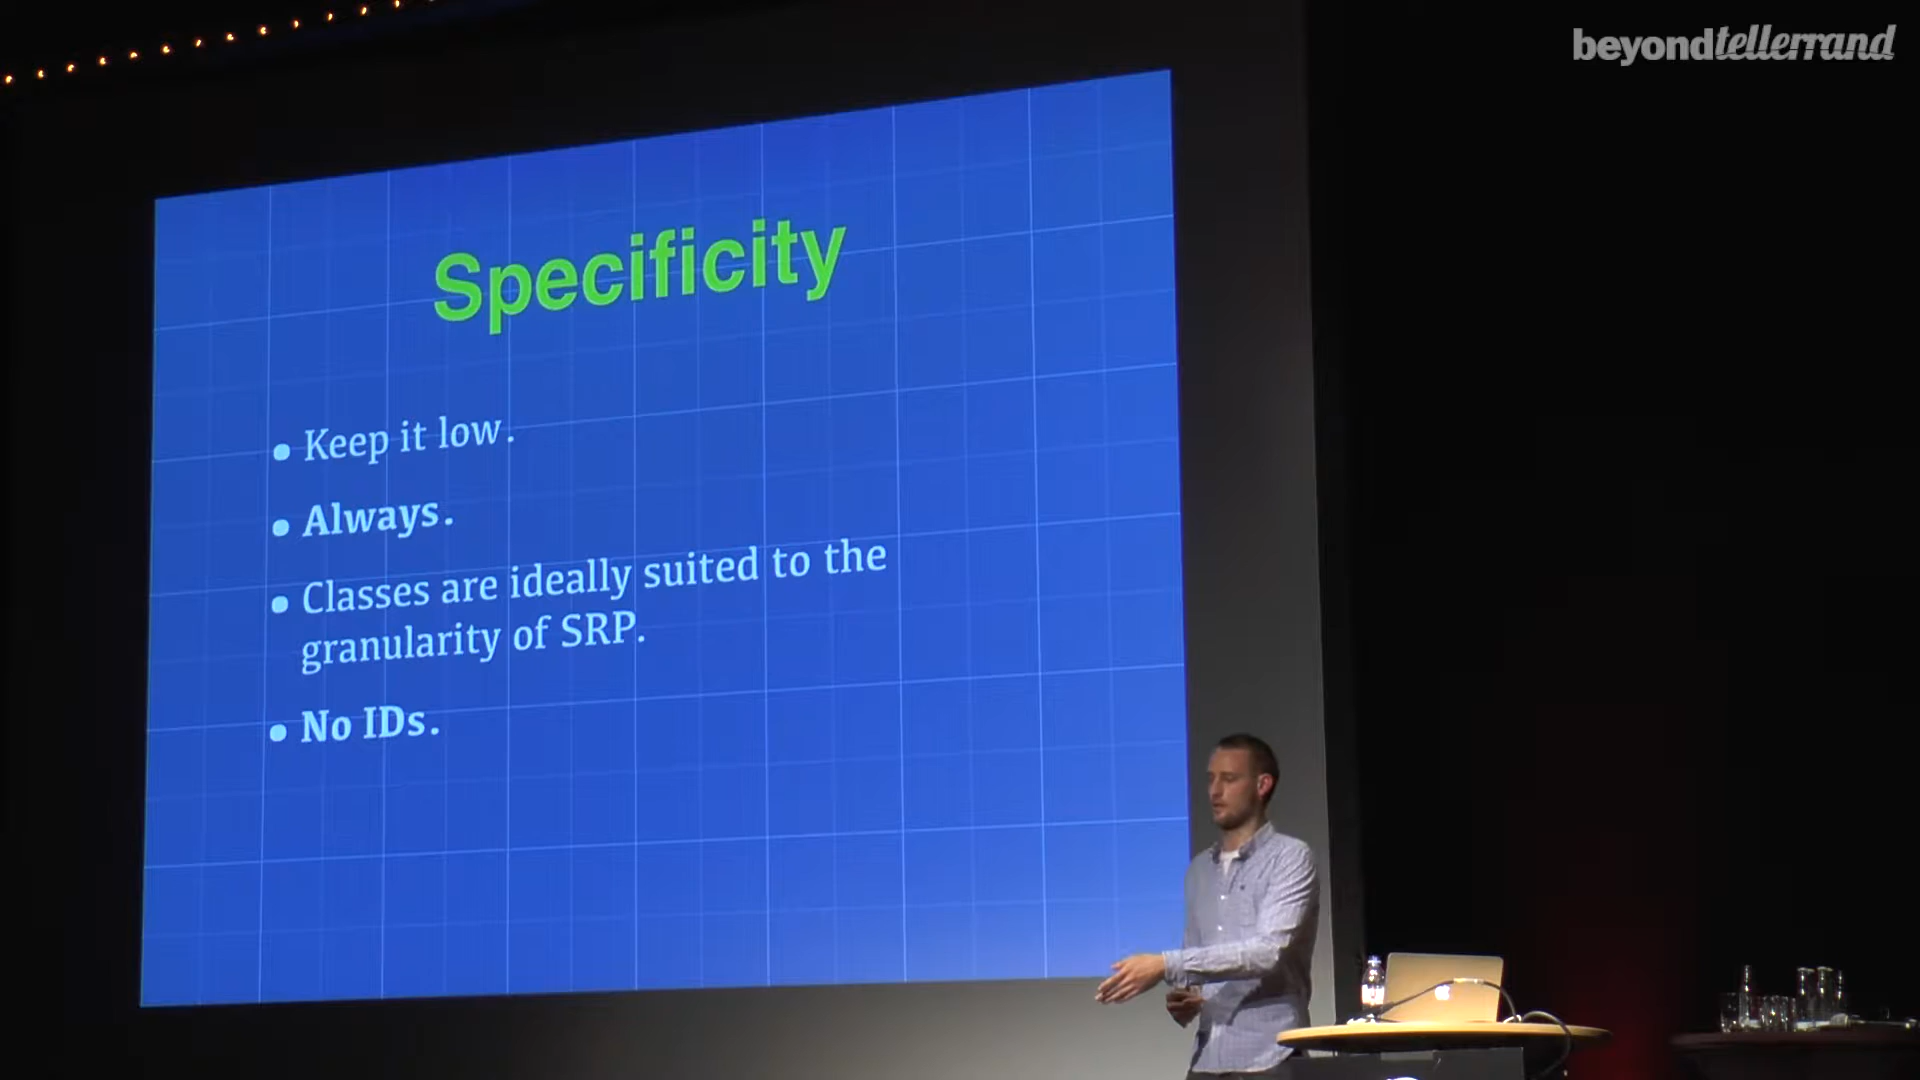 beyondtellerrand
Specificity
• Keep it low.
• Always.
• Classes are ideally suited to the
granularity of SRP.
• No IDs.